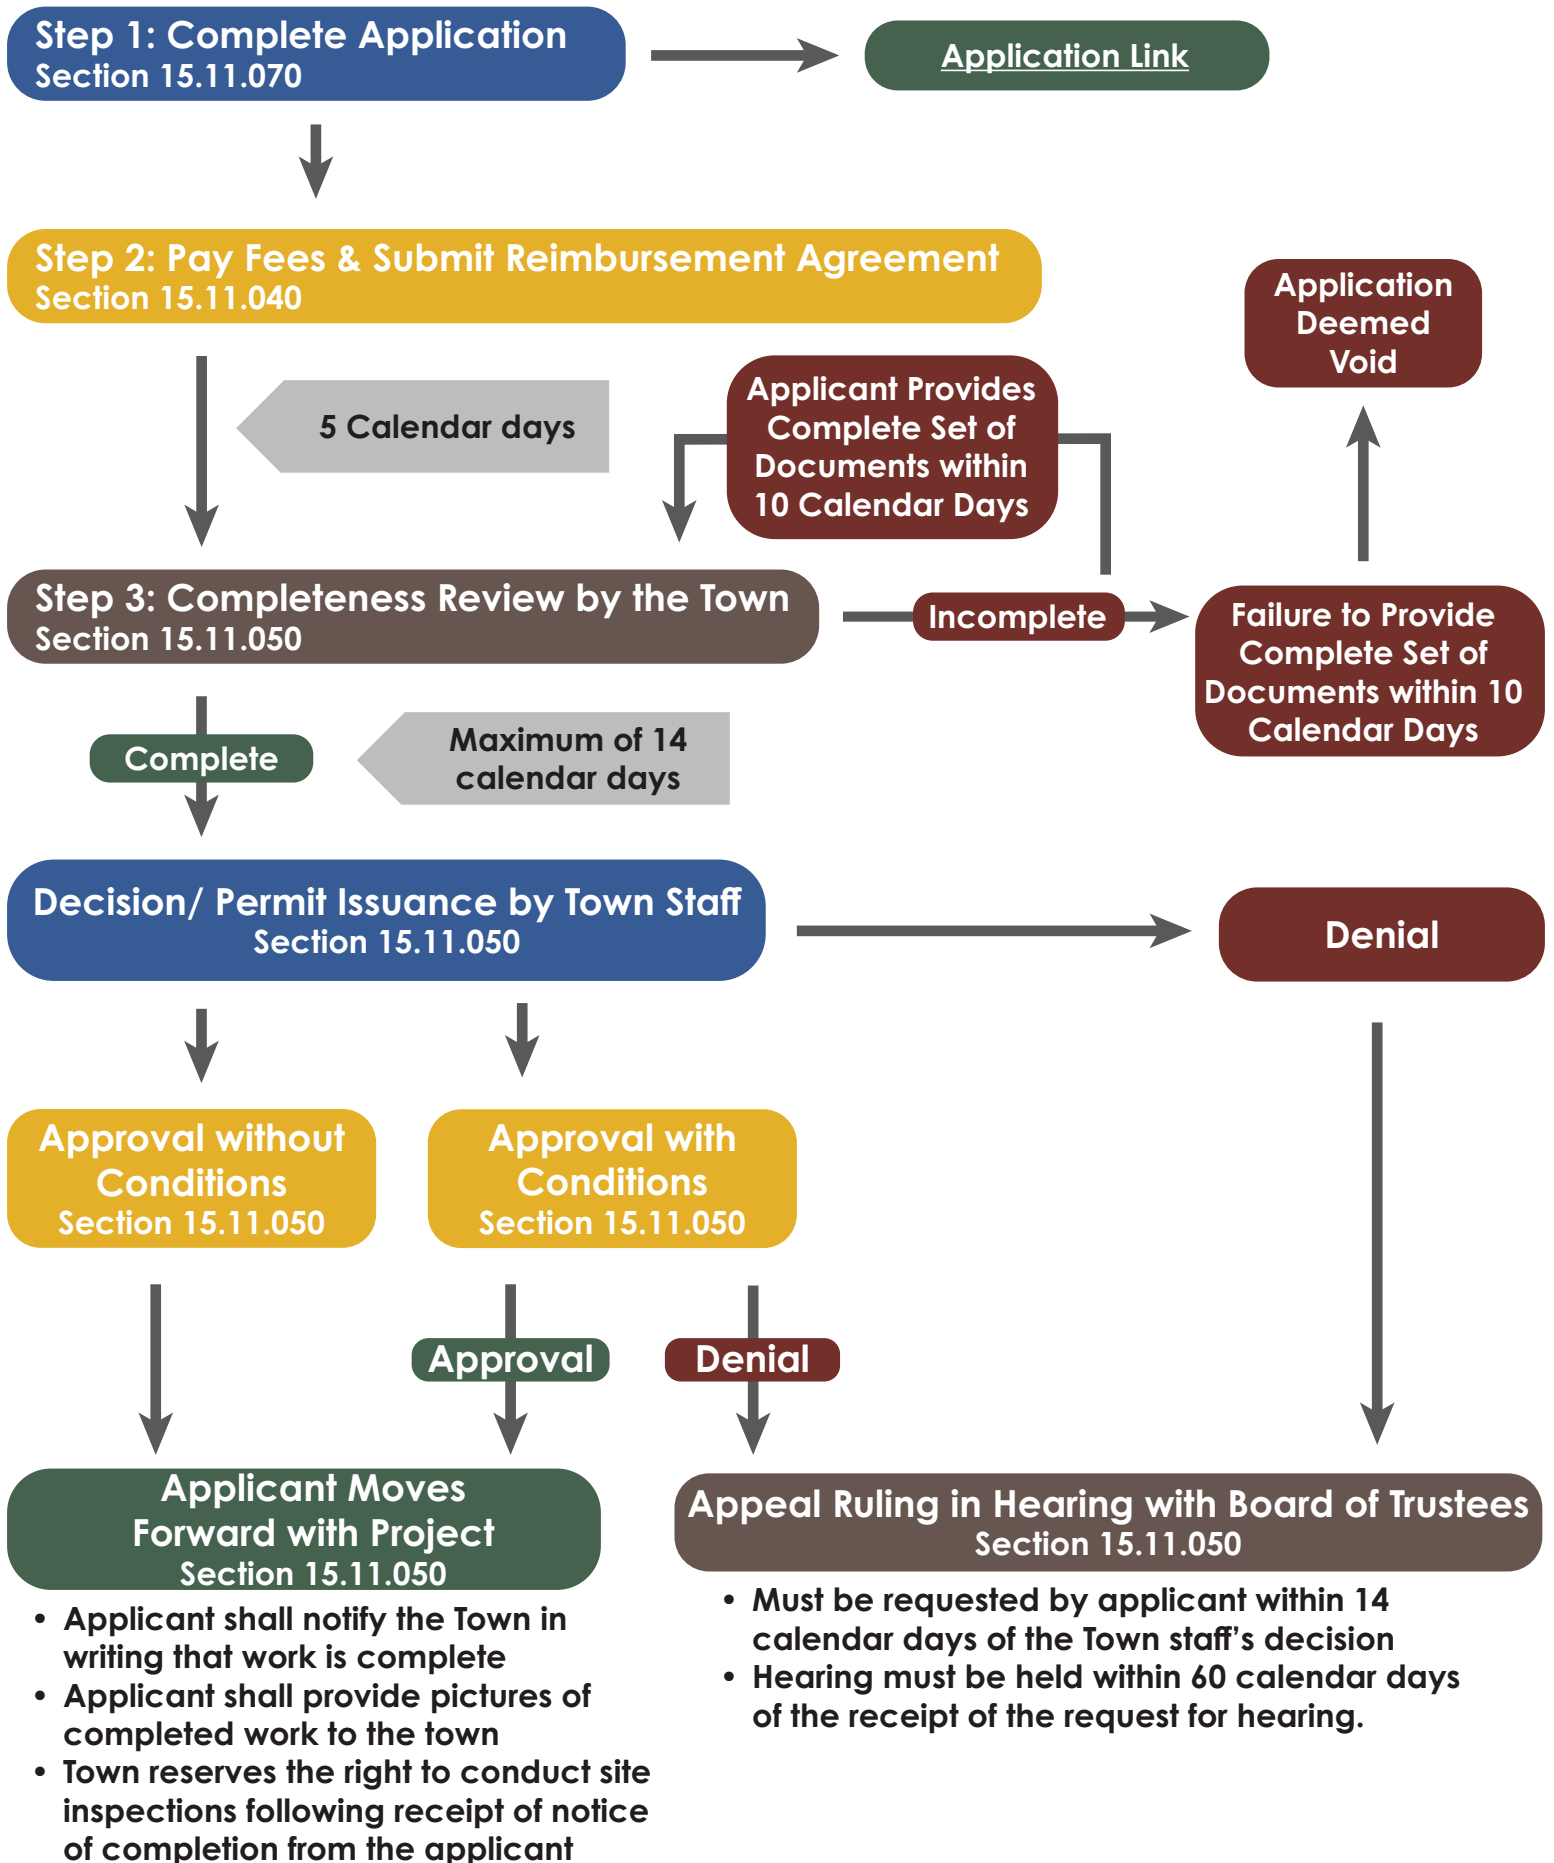 Step 1: Complete Application
Section 15.11.070
Application Link
Step 2: Pay Fees & Submit Reimbursement Agreement
Section 15.11.040
Application
Deemed
Void
5 Calendar days
Applicant Provides
Complete Set of
Documents within
10 Calendar Days
Step 3: Completeness Review by the Town
Section 15.11.050
Incomplete
Failure to Provide
Complete Set of
Documents within 10
Calendar Days
Complete
Maximum of 14
calendar days
Decision/ Permit Issuance by Town Staff
Section 15.11.050
Denial
Approval without
Conditions
Section 15.11.050
Approval with
Conditions
Section 15.11.050
Approval
Denial
Applicant Moves
Forward with Project
Section 15.11.050
• Applicant shall notify the Town in
writing that work is complete
• Applicant shall provide pictures of
completed work to the town
• Town reserves the right to conduct site
inspections following receipt of notice
of completion from the applicant
Appeal Ruling in Hearing with Board of Trustees
Section 15.11.050
• Must be requested by applicant within 14
calendar days of the Town staff's decision
• Hearing must be held within 60 calendar days
of the receipt of the request for hearing.